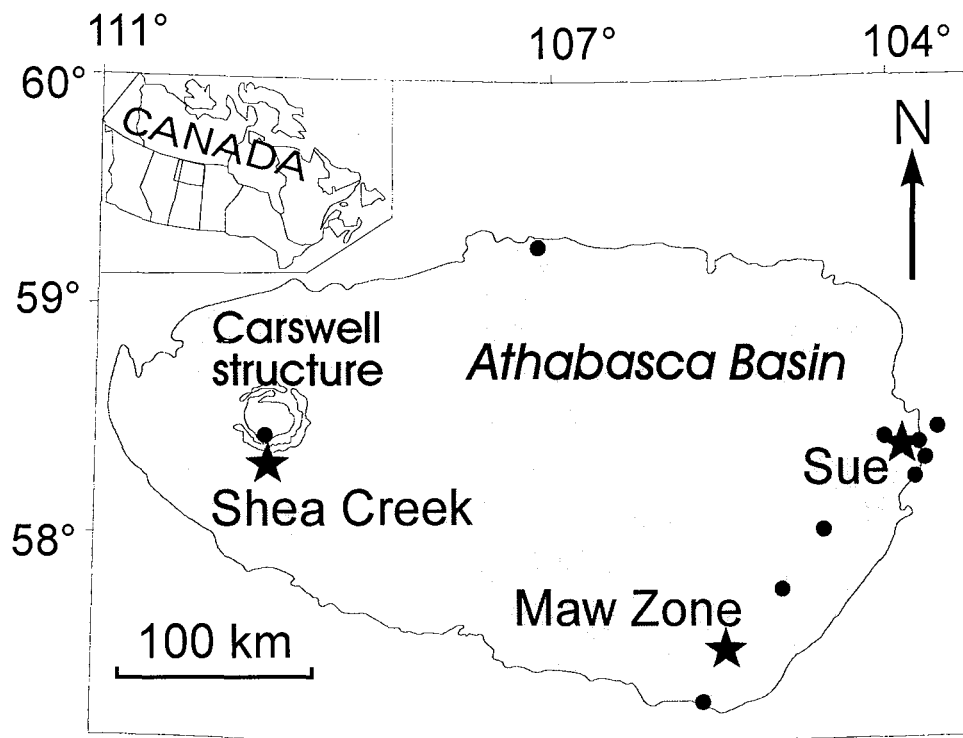 111°
107°
104°
60°
CANADA
N
59°
Carswell
structure
Athabasca Basin
Sue
Shea Creek
58°
Maw Zone
100 km